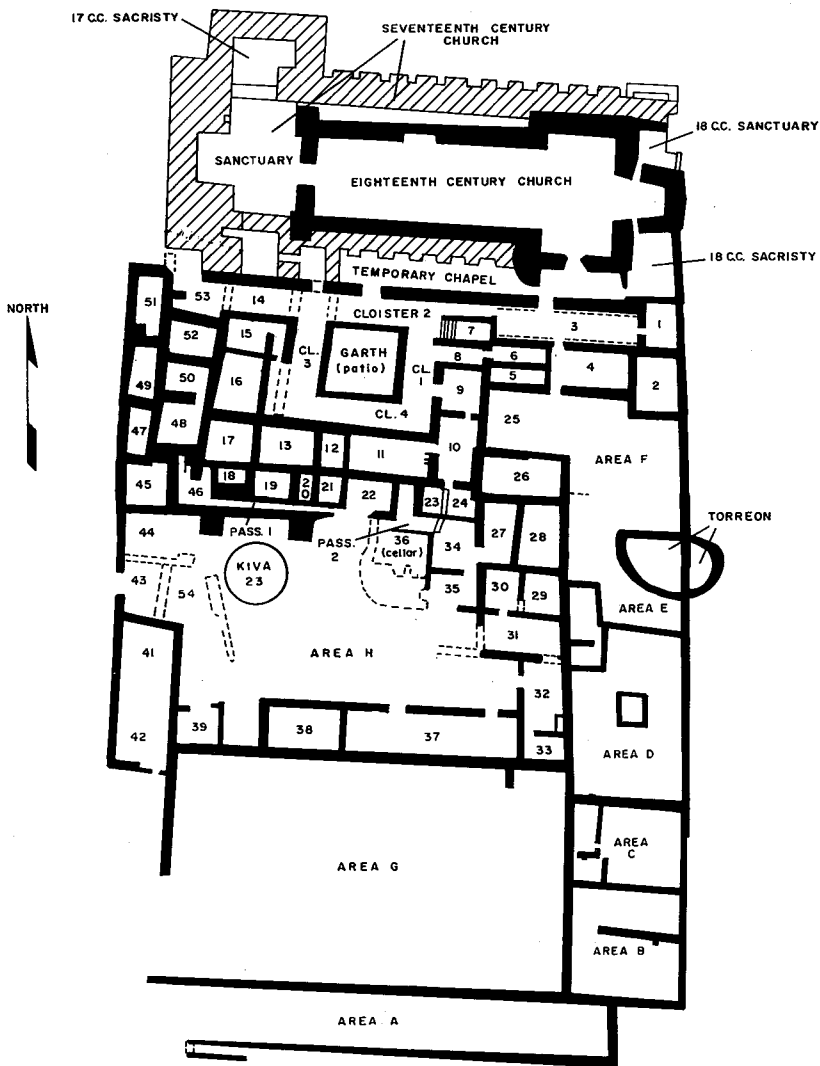 17 C.C. SACRISTY
SEVENTEENTH CENTURY
CHURCH
18 C.C. SANCTUARY
SANCTUARY
EIGHTEENTH CENTURY CHURCH
18 C.C. SACRISTY
TEMPORARY CHAPEL
NORTH
51
53
14
CLOISTER 2
3
1
52
15
CL.
3
GARTH
(patio)
7
8
6
CL.
1
5
4
2
49
50
16
9
CL. 4
25
47
48
17
13
12
11
10
AREA F
26
45
46
18
19
20
21
22
23
24
PASS. 1
PASS.
2
27
28
TORREON
44
KIVA
23
36
(cellar)
34
43
54
35
30
29
AREA E
31
41
AREA H
32
42
39
38
37
33
AREA D
AREA
C
AREA G
AREA B
AREA A